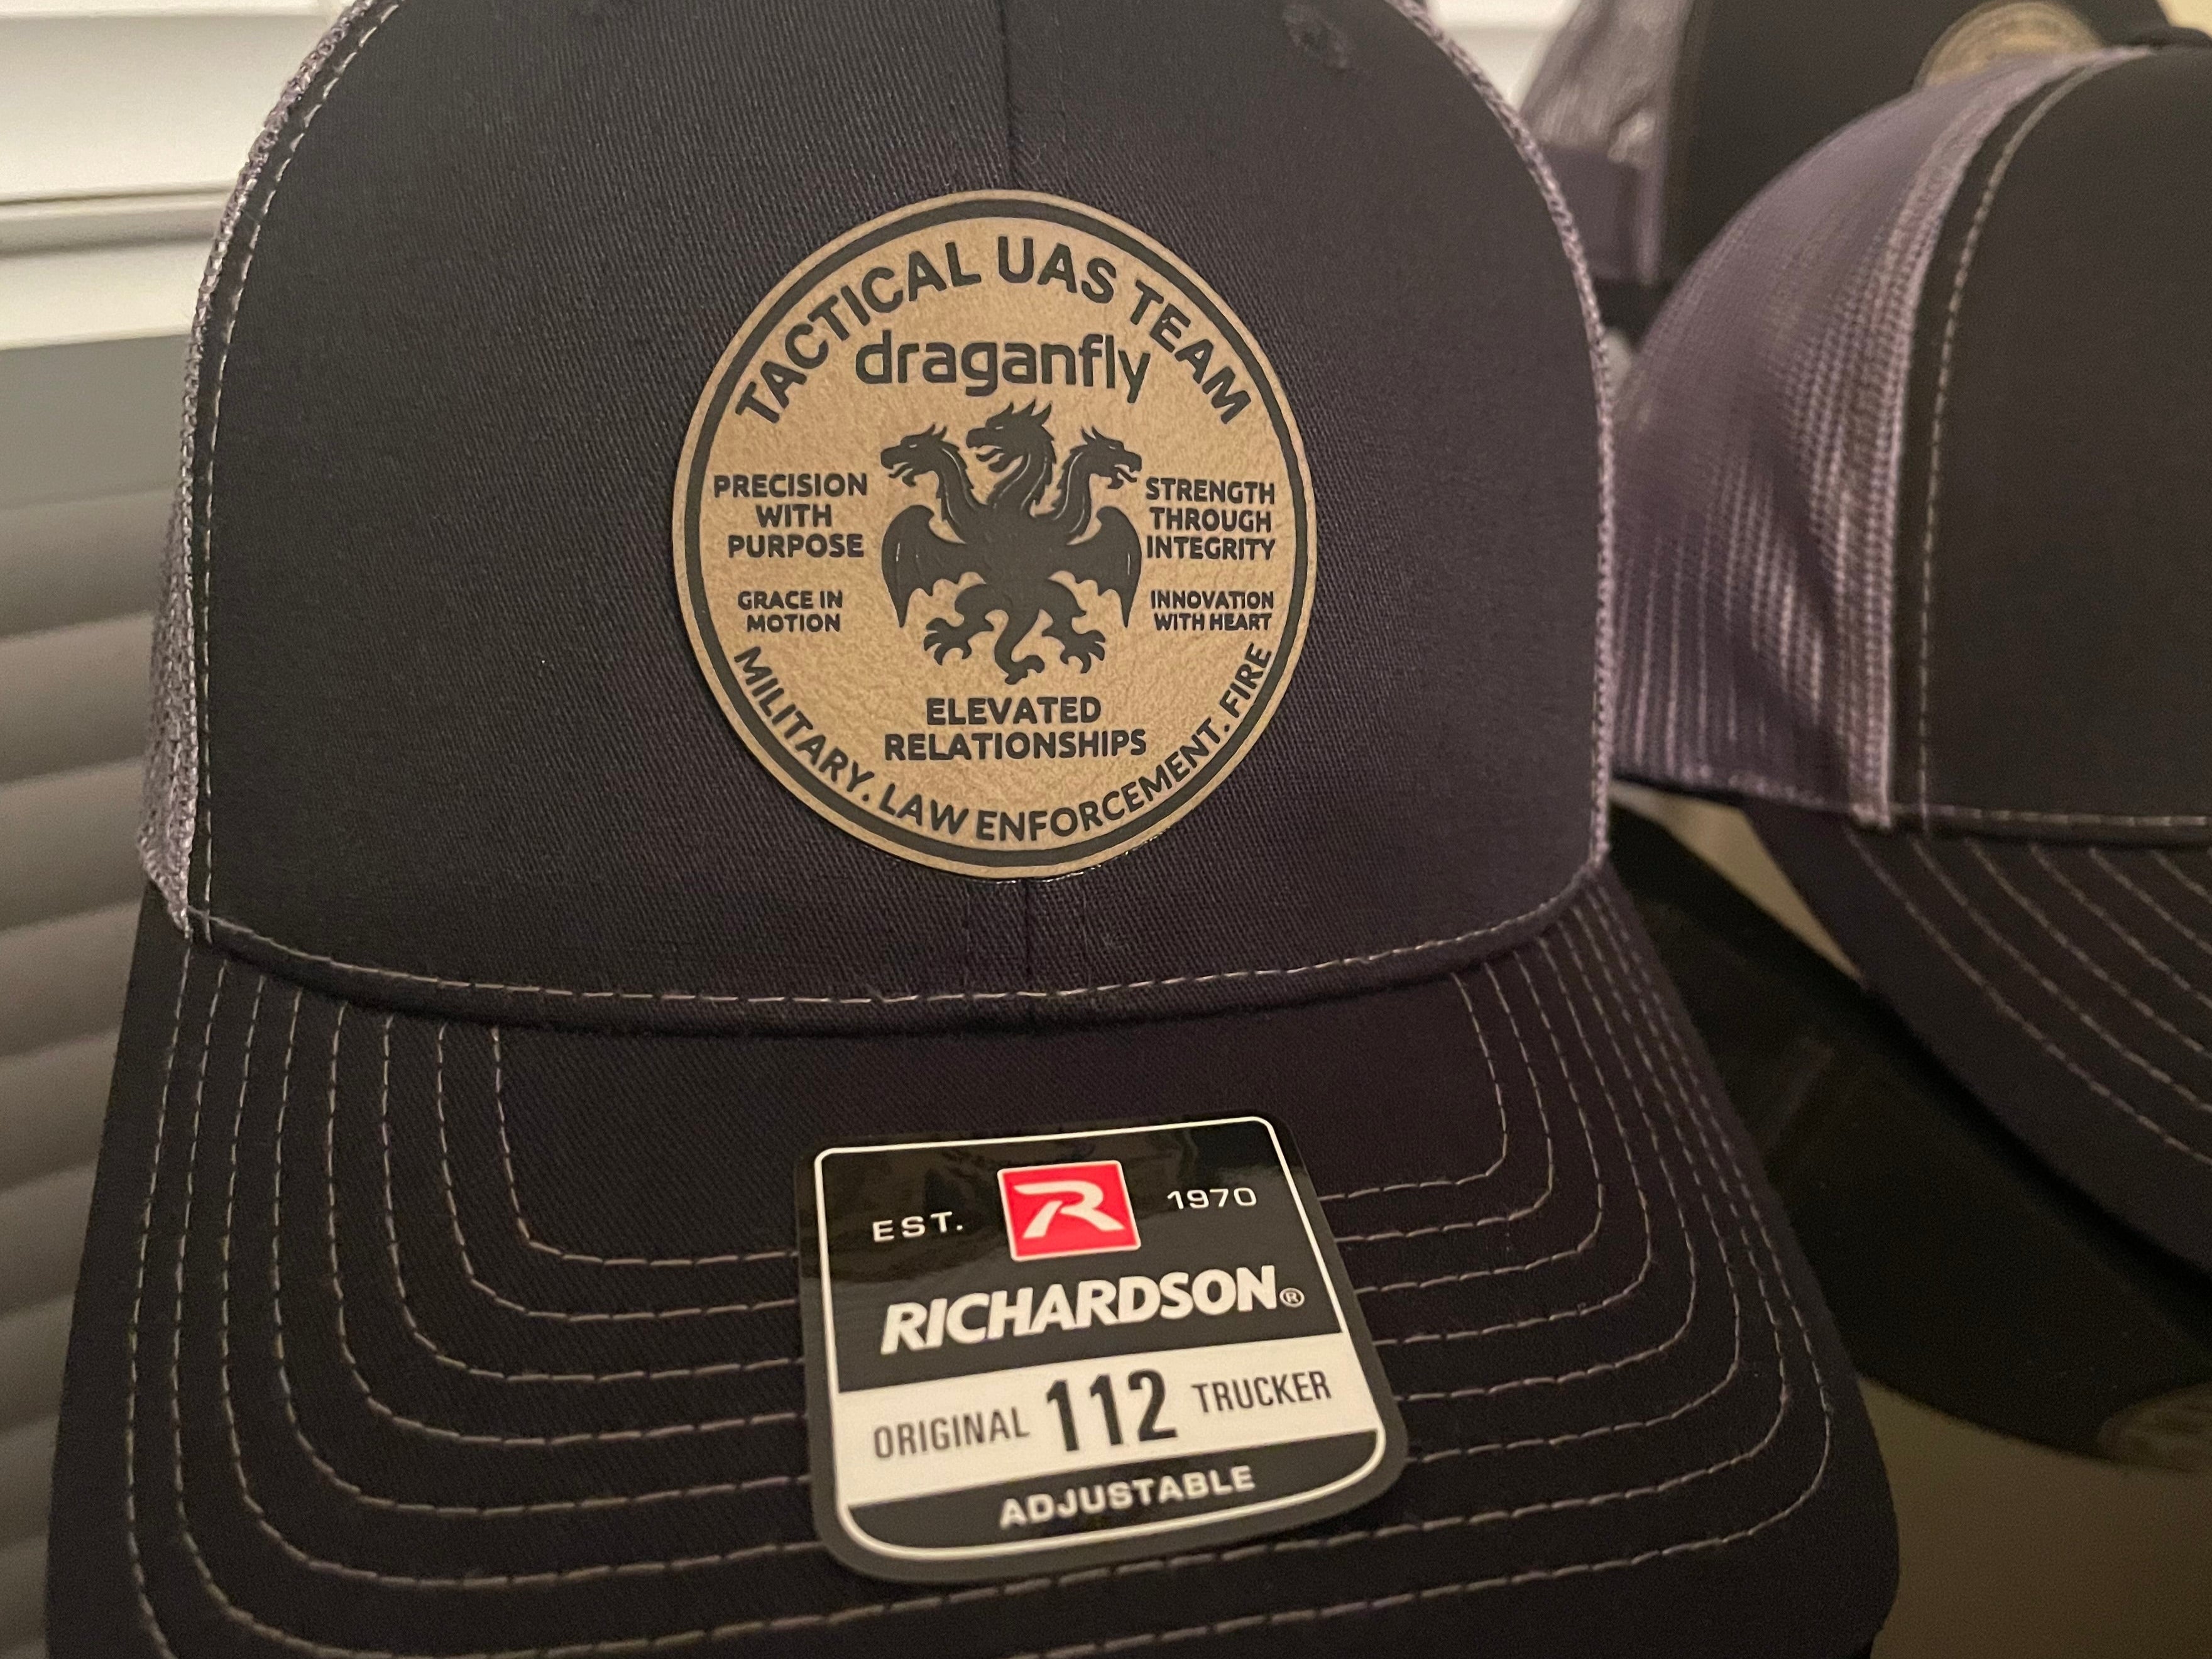 TACTICAL UAS TEAM
draganfly
PRECISION
WITH
PURPOSE
GRACE IN
MOTION
STRENGTH
THROUGH
INTEGRITY
INNOVATION
WITH HEART
ELEVATED
RELATIONSHIPS
MILITARY. LAW ENFORCEMENT. FIRE
EST. R 1970
RICHARDSON®
ORIGINAL 112 TRUCKER
ADJUSTABLE